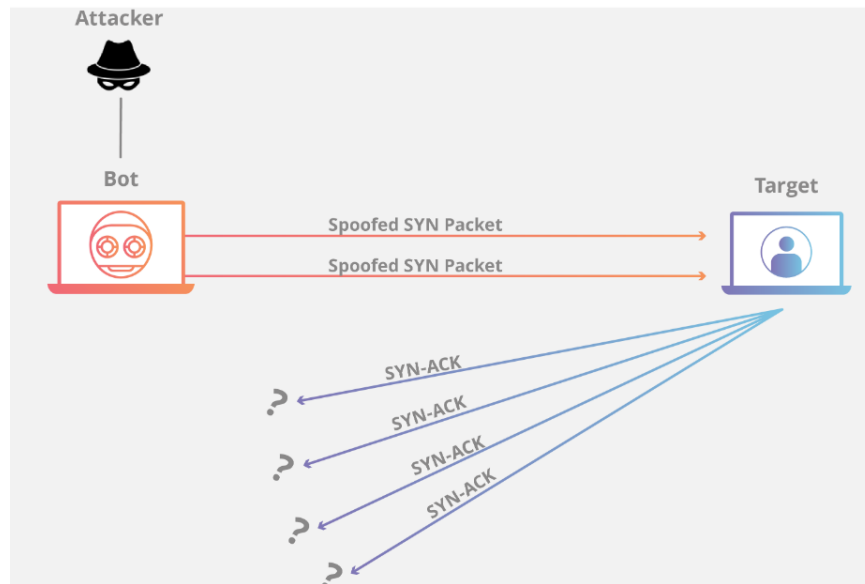 Attacker
Bot
Target
Spoofed SYN Packet
Spoofed SYN Packet
SYN-ACK
?
SYN-ACK
?
SYN-ACK
?
SYN-ACK
?